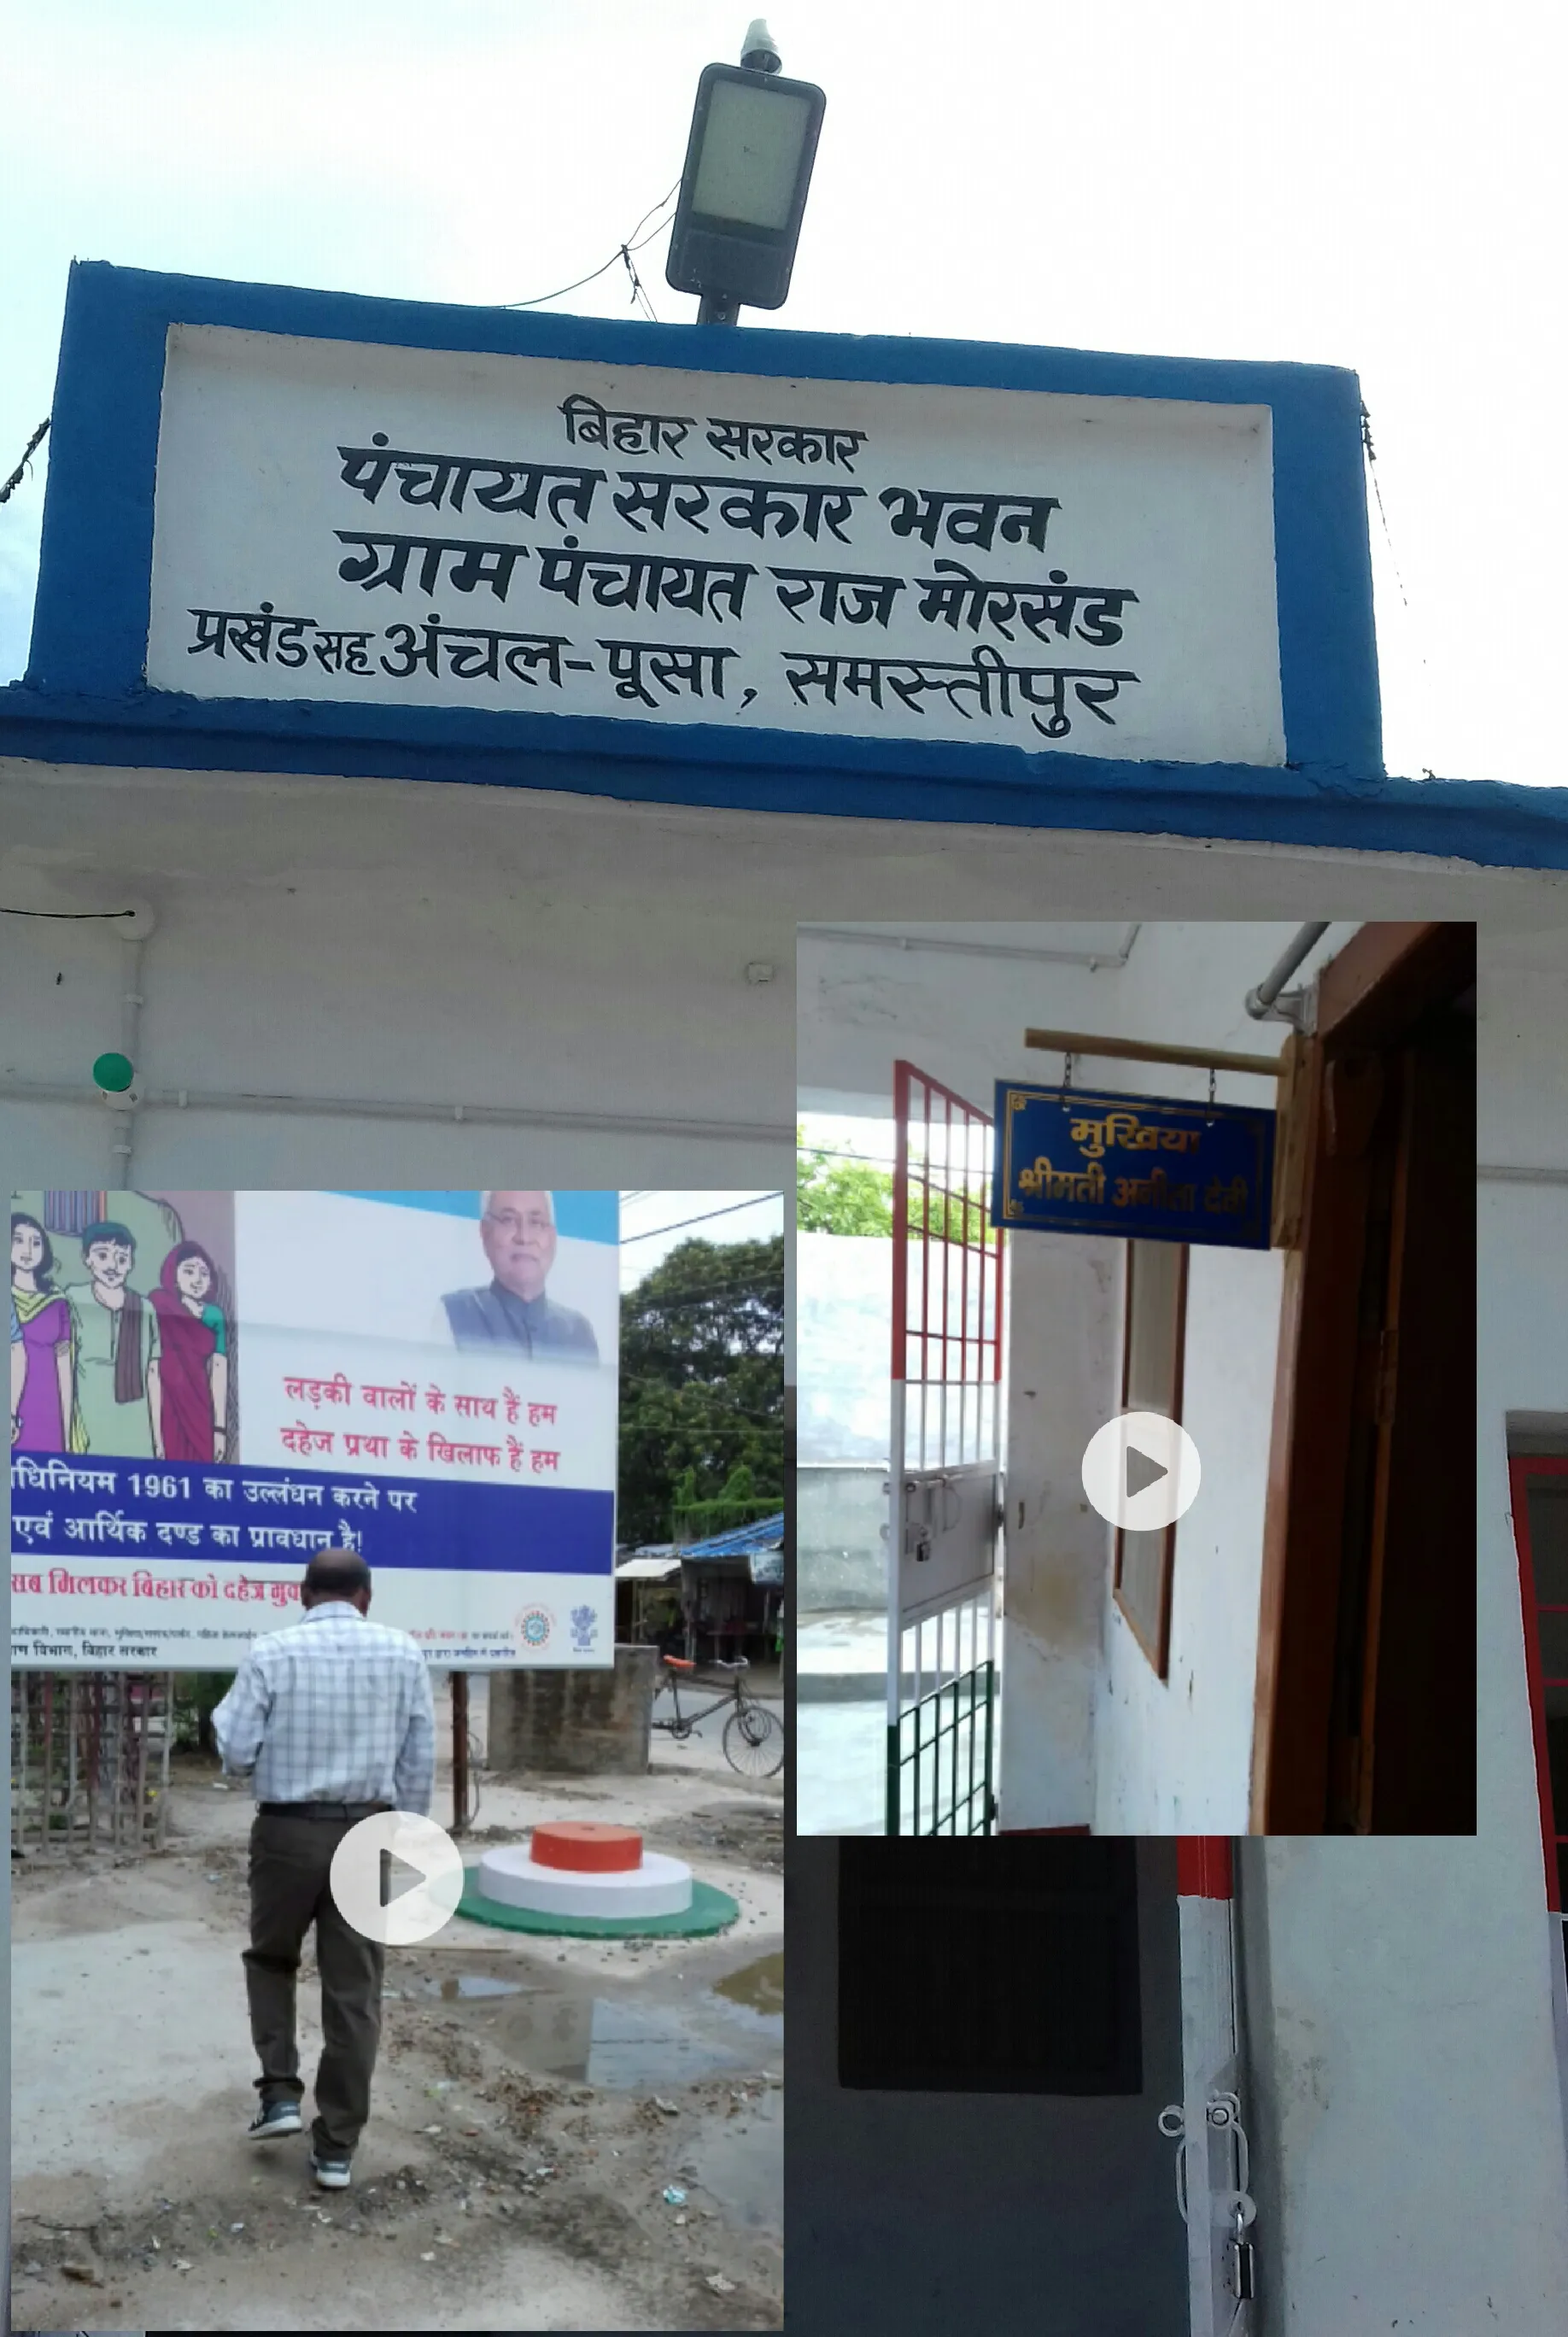 बिहार सरकार
पंचायत सरकार भवन
ग्राम पंचायत राज मोरसंड
प्रखंड सह अंचल-पूसा, समस्तीपुर
मुखिया
श्रीमती अनीता देवी
लड़की वालों के साथ हैं हम
दहेज प्रथा के खिलाफ हैं हम
धिनियम 1961 का उल्लंघन करने पर
एवं आर्थिक दण्ड का प्रावधान है!
सब मिलकर बिहार को दहेज मुक
विभाग, बिहार सरकार